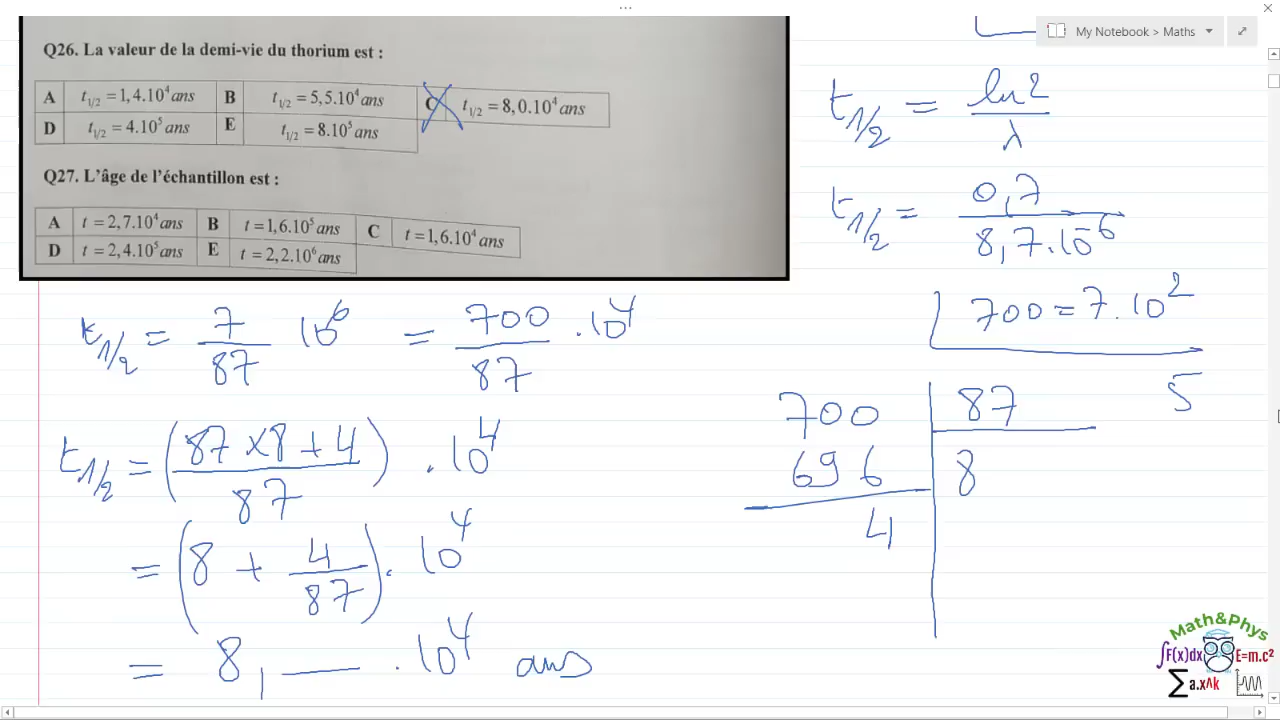 My Notebook > Maths
Q26. La valeur de la demi-vie du thorium est :
A t₁/₂ = 1,4.10⁴ ans B t₁/₂ = 5,5.10⁴ ans C t₁/₂ = 8,0.10⁴ ans
D t₁/₂ = 4.10⁵ ans E t₁/₂ = 8.10⁵ ans
Q27. L'âge de l'échantillon est :
A t = 2,7.10⁴ ans B t = 1,6.10⁵ ans C t = 1,6.10⁴ ans
D t = 2,4.10⁵ ans E t = 2,2.10⁶ ans
t₁/₂ = ln2 / λ
t₁/₂ = 0,7 / 8,7.10⁻⁶
700 = 7.10²
5
t₁/₂ = 7/87 10⁶ = 700/87 .10⁴
t₁/₂ = (87 x 8 + 4 / 87) . 10⁴
= (8 + 4/87) . 10⁴
= 8, — . 10⁴ ans
700 87
696 8
4
Math&Phys
∫F(x)dx E=m.c²
∑ a.x∧k